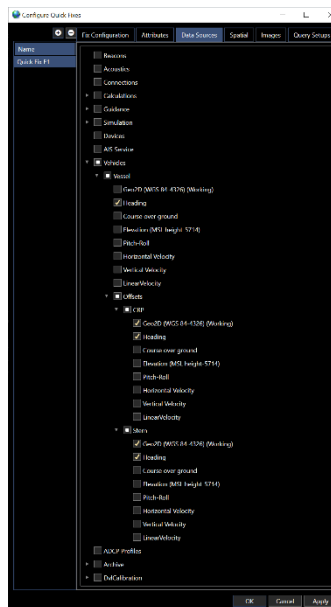 Configure Quick Fixes
Fix Configuration Attributes Data Sources Spatial Images Query Setups
Name
Quick Fix F1
Beacons
Acoustics
Connections
Calculations
Guidance
Simulation
Devices
AIS Service
Vehicles
Vessel
Geo2D (WGS 84-4326) (Working)
Heading
Course over ground
Elevation (MSL height-5714)
Pitch-Roll
Horizontal Velocity
Vertical Velocity
LinearVelocity
Offsets
CRP
Geo2D (WGS 84-4326) (Working)
Heading
Course over ground
Elevation (MSL height-5714)
Pitch-Roll
Horizontal Velocity
Vertical Velocity
LinearVelocity
Stern
Geo2D (WGS 84-4326) (Working)
Heading
Course over ground
Elevation (MSL height-5714)
Pitch-Roll
Horizontal Velocity
Vertical Velocity
LinearVelocity
ADCP Profiles
Archive
DvlCalibration
OK Cancel Apply